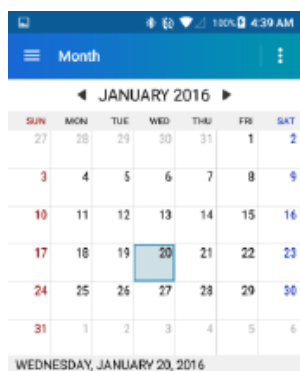 100% 4:39 AM
Month
JANUARY 2016
SUN MON TUE WED THU FRI SAT
27 28 29 30 31 1 2
3 4 5 6 7 8 9
10 11 12 13 14 15 16
17 18 19 20 21 22 23
24 25 26 27 28 29 30
31 1 2 3 4 5 6
WEDNESDAY, JANUARY 20, 2016